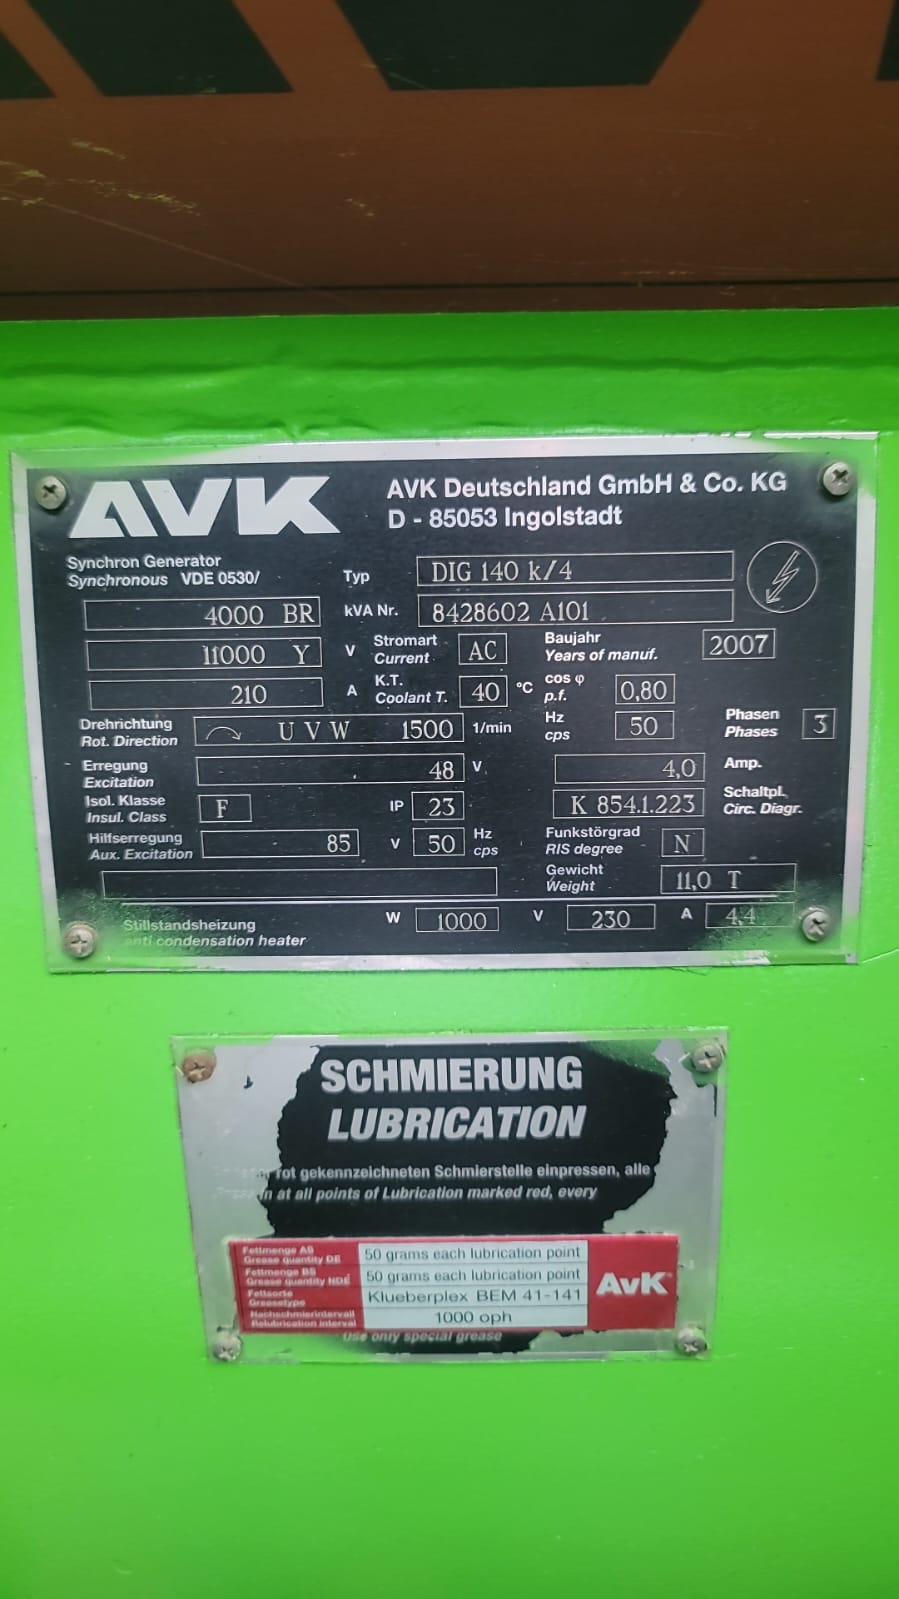 AVK
AVK Deutschland GmbH & Co. KG
D - 85053 Ingolstadt
Synchron Generator
Synchronous VDE 0530/
Typ DIG 140 k/4
4000 BR kVA Nr. 8428602 A101
11000 Y V Stromart Current AC Baujahr Years of manuf. 2007
210 A K.T. Coolant T. 40 °C cos φ p.f. 0,80
Drehrichtung Rot. Direction U V W 1500 1/min Hz cps 50 Phasen Phases 3
Erregung Excitation 48 V 4,0 Amp.
Isol. Klasse Insul. Class F IP 23 K 854.1.223 Schaltpl. Circ. Diagr.
Hilfserregung Aux. Excitation 85 V 50 Hz cps Funkstörgrad RIS degree N
Gewicht Weight 11,0 T
Stillstandsheizung anti condensation heater W 1000 V 230 A 4,4
SCHMIERUNG
LUBRICATION
rot gekennzeichneten Schmierstelle einpressen, alle
in at all points of Lubrication marked red, every
Fettmenge AS Grease quantity DE 50 grams each lubrication point
Fettmenge BS Grease quantity NDE 50 grams each lubrication point
Fettsorte Greasetype Klueberplex BEM 41-141
Nachschmierintervall Relubrication interval 1000 oph
AvK
Use only special grease